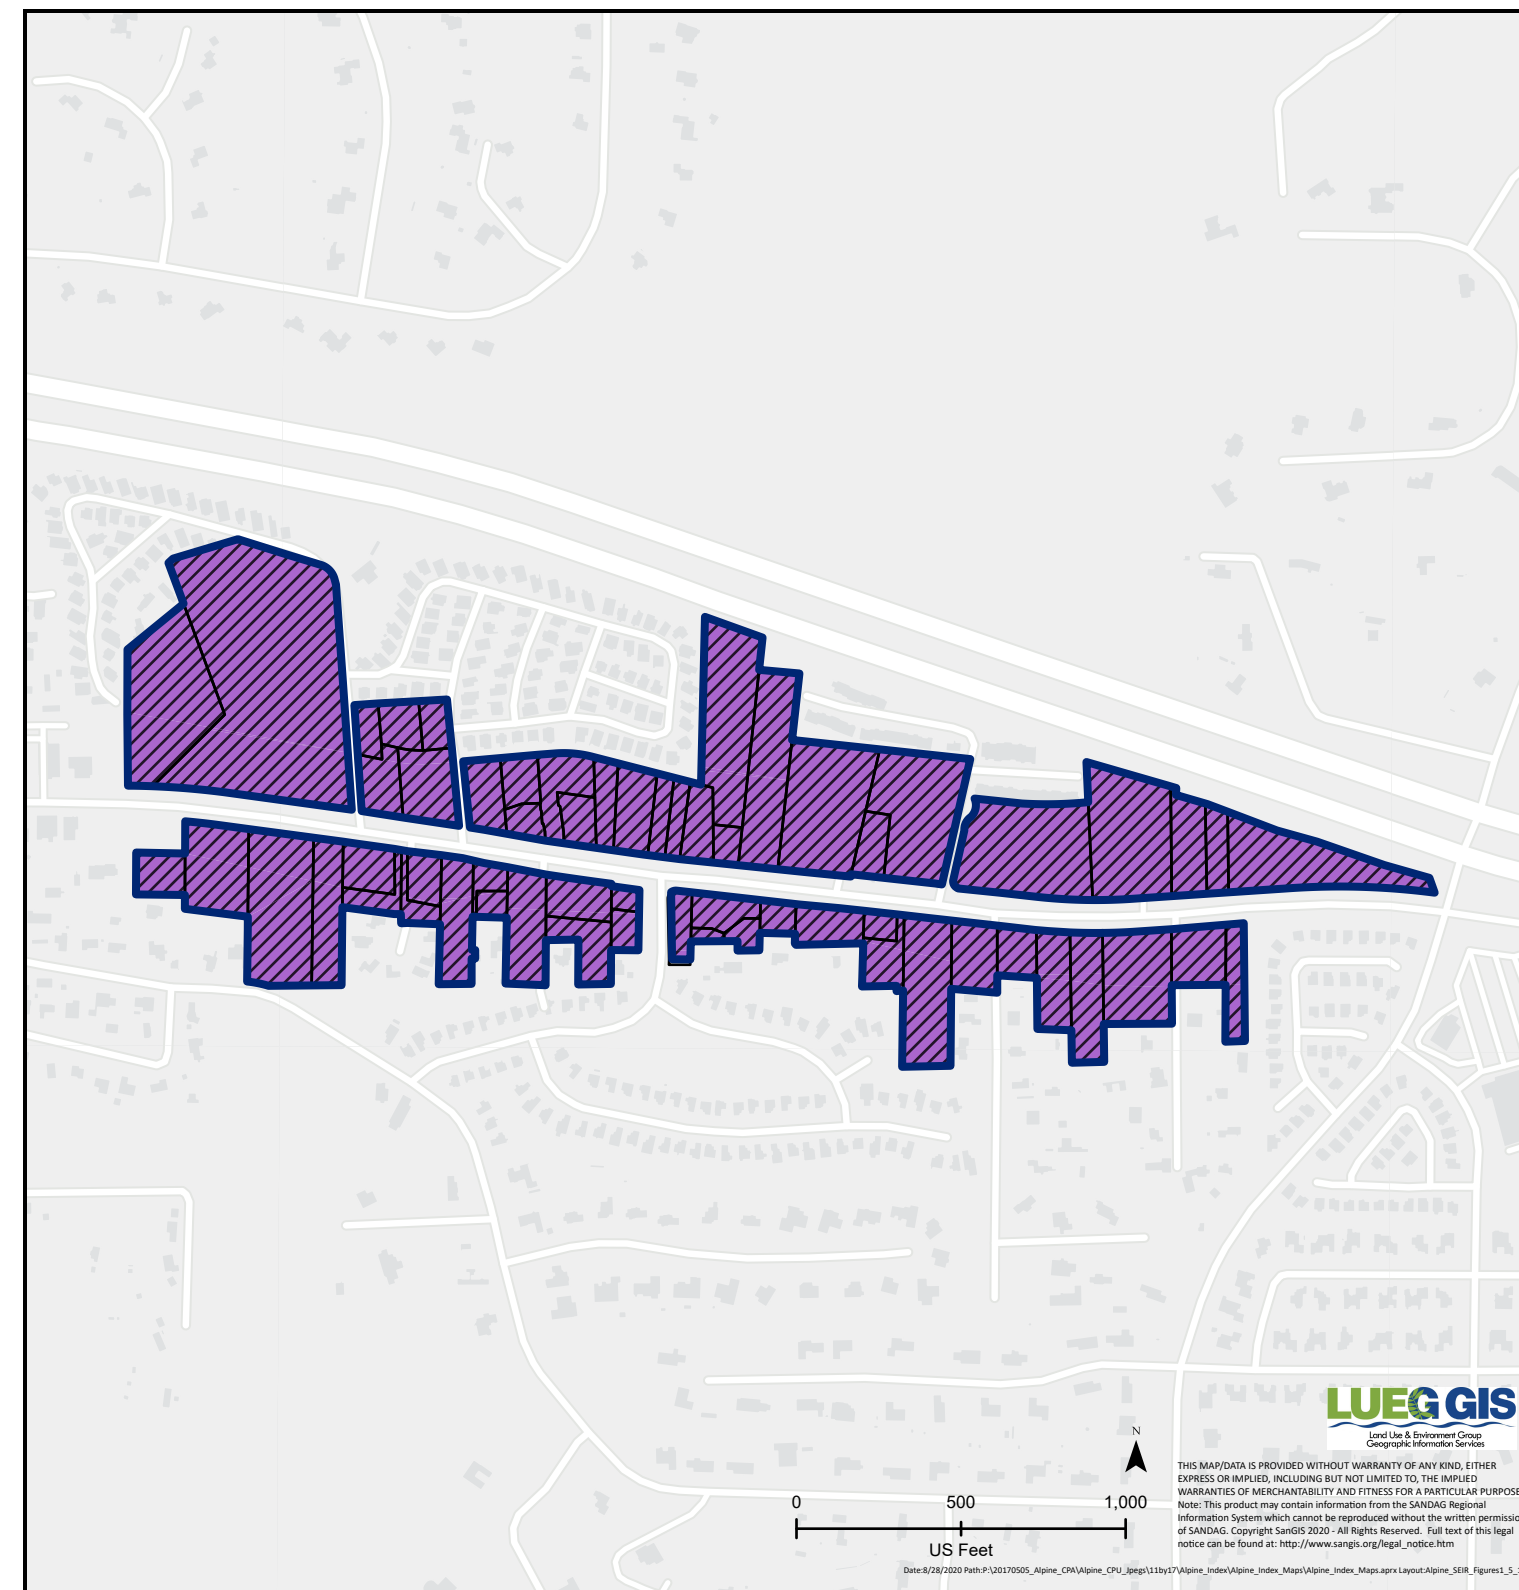 LUEG GIS
Land Use & Environment Group
Geographic Information Services
N
0 500 1,000
US Feet
THIS MAP/DATA IS PROVIDED WITHOUT WARRANTY OF ANY KIND, EITHER
EXPRESS OR IMPLIED, INCLUDING BUT NOT LIMITED TO, THE IMPLIED
WARRANTIES OF MERCHANTABILITY AND FITNESS FOR A PARTICULAR PURPOSE
Note: This product may contain information from the SANDAG Regional
Information System which cannot be reproduced without the written permissio
of SANDAG. Copyright SanGIS 2020 - All Rights Reserved. Full text of this legal
notice can be found at: http://www.sangis.org/legal_notice.htm
Date:8/28/2020 Path:P:\20170505_Alpine_CPA\Alpine_CPU_Jpegs\11by17\Alpine_Index\Alpine_Index_Maps\Alpine_Index_Maps.aprx Layout:Alpine_SEIR_Figures1_5_